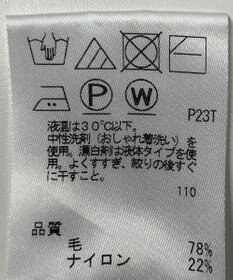 P W
P23T
液温は30℃以下。
中性洗剤(おしゃれ着洗い)を
使用。漂白剤は液体タイプを使
用。よくすすぎ、絞りの後すぐ
に干すこと。
110
品質
毛 78%
ナイロン 22%